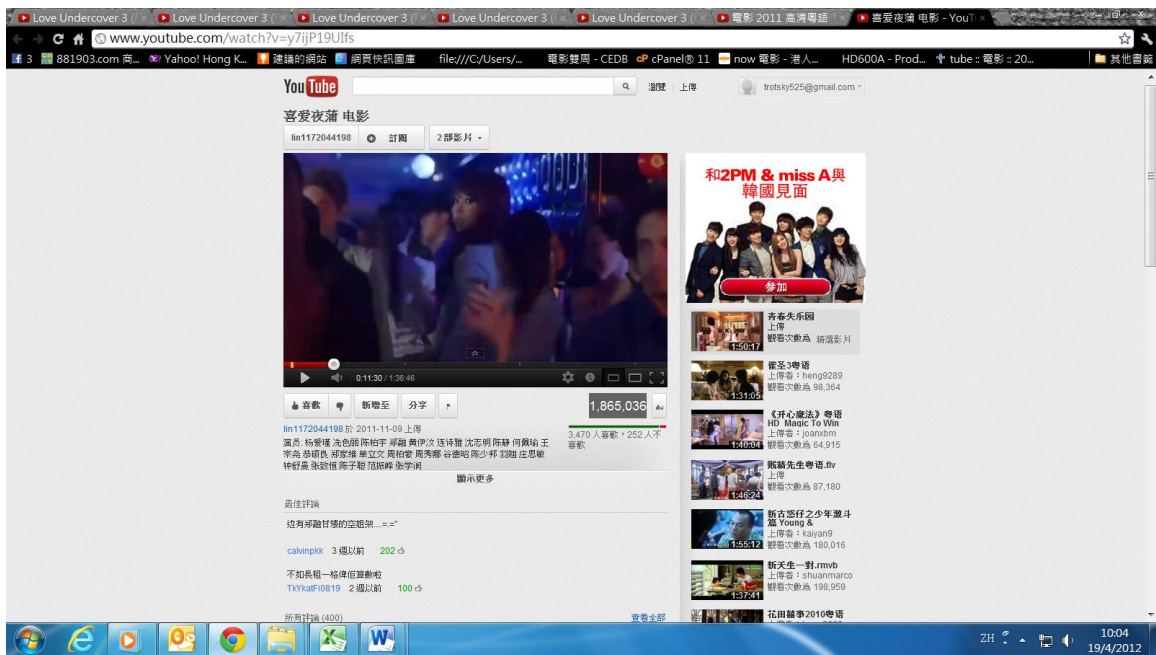 Love Undercover 3 (
Love Undercover 3 (
Love Undercover 3 (
Love Undercover 3 (
Love Undercover 3 (
電影 2011 高清粵語
喜爱夜蒲 电影 - YouT
www.youtube.com/watch?v=y7ijP19UIfs
3
881903.com 商...
Yahoo! Hong K...
建議的網站
網頁快訊圖庫
file:///C:/Users/...
電影雙周 - CEDB
cP cPanel® 11
now 電影 - 港人...
HD600A - Prod...
tube :: 電影 :: 20...
其他書籤
YouTube
瀏覽
上傳
trotsky525@gmail.com
喜爱夜蒲 电影
lin1172044198
訂閱
2 部影片
和2PM & miss A與
韓國見面
參加
0:11:30 / 1:36:46
喜歡
新增至
分享
1,865,036
lin1172044198 於 2011-11-09 上傳
3,470 人喜歡，252 人不
喜歡
演员: 杨爱瑾 冼色丽 陈柏宇 郑融 黄伊汶 连诗雅 沈志明 陈静 何佩瑜 王
宗尧 恭硕良 郑家维 单立文 周柏豪 周秀娜 谷德昭 陈少邦 羽翘 庄思敏
钟舒曼 张致恒 陈子聪 范振峰 张学润
顯示更多
最佳評論
边有郑融甘矮的空姐架....=.="
calvinpkk 3 週以前 202
不如長租一格俾佢算數啦
TkYkatFi0819 2 週以前 100
所有評論 (400)
查看全部
青春失乐园
上傳
觀看次數為 精選影片
1:50:17
雀圣3粤语
上傳者：heng9289
觀看次數為 98,364
1:31:05
《开心魔法》粤语
HD Magic To Win
上傳者：joanxbm
觀看次數為 64,915
1:40:04
贱精先生粤语.flv
上傳
觀看次數為 87,180
1:46:24
新古惑仔之少年激斗
篇 Young &
上傳者：kaiyan9
觀看次數為 180,016
1:55:12
新天生一對.rmvb
上傳者：shuanmarco
觀看次數為 198,959
1:37:41
花田囍事2010粤语
ZH
10:04
19/4/2012